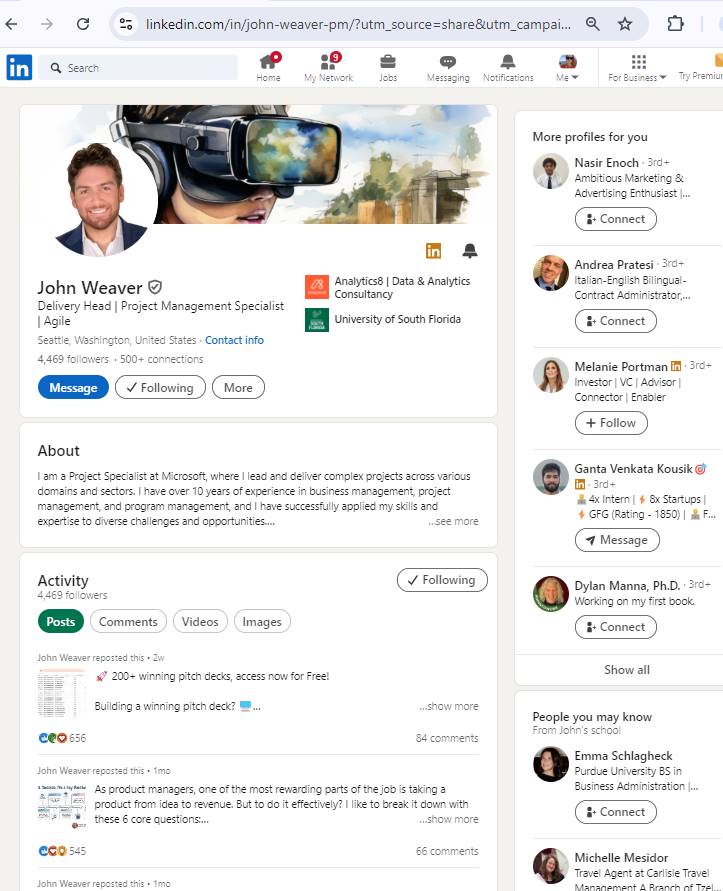 linkedin.com/in/john-weaver-pm/?utm_source=share&utm_campai...
in
Search
Home
9
My Network
Jobs
Messaging
Notifications
Me
For Business
Try Premiu
in
John Weaver
Delivery Head | Project Management Specialist
| Agile
Seattle, Washington, United States · Contact info
4,469 followers · 500+ connections
Message
Following
More
Analytics8 | Data & Analytics
Consultancy
University of South Florida
About
I am a Project Specialist at Microsoft, where I lead and deliver complex projects across various
domains and sectors. I have over 10 years of experience in business management, project
management, and program management, and I have successfully applied my skills and
expertise to diverse challenges and opportunities....
...see more
Activity
4,469 followers
Following
Posts
Comments
Videos
Images
John Weaver reposted this • 2w
🚀 200+ winning pitch decks, access now for Free!
Building a winning pitch deck? 🖥️...
...show more
656
84 comments
John Weaver reposted this • 1mo
As product managers, one of the most rewarding parts of the job is taking a
product from idea to revenue. But to do it effectively? I like to break it down with
these 6 core questions:...
...show more
545
66 comments
John Weaver reposted this • 1mo
More profiles for you
Nasir Enoch · 3rd+
Ambitious Marketing &
Advertising Enthusiast |...
Connect
Andrea Pratesi · 3rd+
Italian-English Bilingual-
Contract Administrator,...
Connect
Melanie Portman in · 3rd+
Investor | VC | Advisor |
Connector | Enabler
Follow
Ganta Venkata Kousik🎯
in · 3rd+
👨‍💻 4x Intern | ⚡ 8x Startups |
⚡ GFG (Rating - 1850) | 👨‍💻 F...
Message
Dylan Manna, Ph.D. · 3rd+
Working on my first book.
Connect
Show all
People you may know
From John's school
Emma Schlagheck
Purdue University BS in
Business Administration |...
Connect
Michelle Mesidor
Travel Agent at Carlisle Travel
Management A Branch of Tzel...